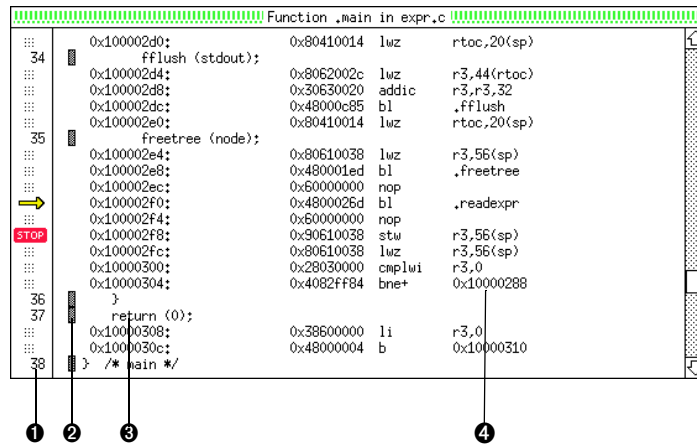 Function .main in expr.c
0x100002d0: 0x80410014 lwz rtoc,20(sp)
34 fflush (stdout);
0x100002d4: 0x8062002c lwz r3,44(rtoc)
0x100002d8: 0x30630020 addic r3,r3,32
0x100002dc: 0x48000c85 bl .fflush
0x100002e0: 0x80410014 lwz rtoc,20(sp)
35 freetree (node);
0x100002e4: 0x80610038 lwz r3,56(sp)
0x100002e8: 0x480001ed bl .freetree
0x100002ec: 0x60000000 nop
0x100002f0: 0x4800026d bl .readexpr
0x100002f4: 0x60000000 nop
STOP 0x100002f8: 0x90610038 stw r3,56(sp)
0x100002fc: 0x80610038 lwz r3,56(sp)
0x10000300: 0x28030000 cmplwi r3,0
0x10000304: 0x4082ff84 bne+ 0x10000288
36 }
37 return (0);
0x10000308: 0x38600000 li r3,0
0x1000030c: 0x48000004 b 0x10000310
38 } /* main */
1 2 3 4